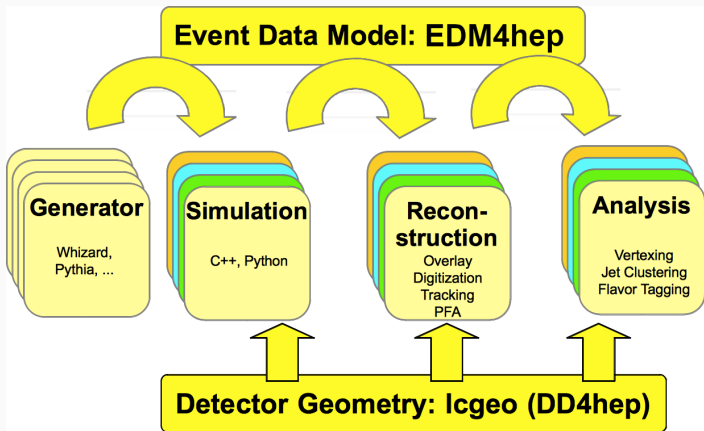 Event Data Model: EDM4hep
Generator
Whizard,
Pythia, ...
Simulation
C++, Python
Recon-
struction
Overlay
Digitization
Tracking
PFA
Analysis
Vertexing
Jet Clustering
Flavor Tagging
Detector Geometry: lcgeo (DD4hep)